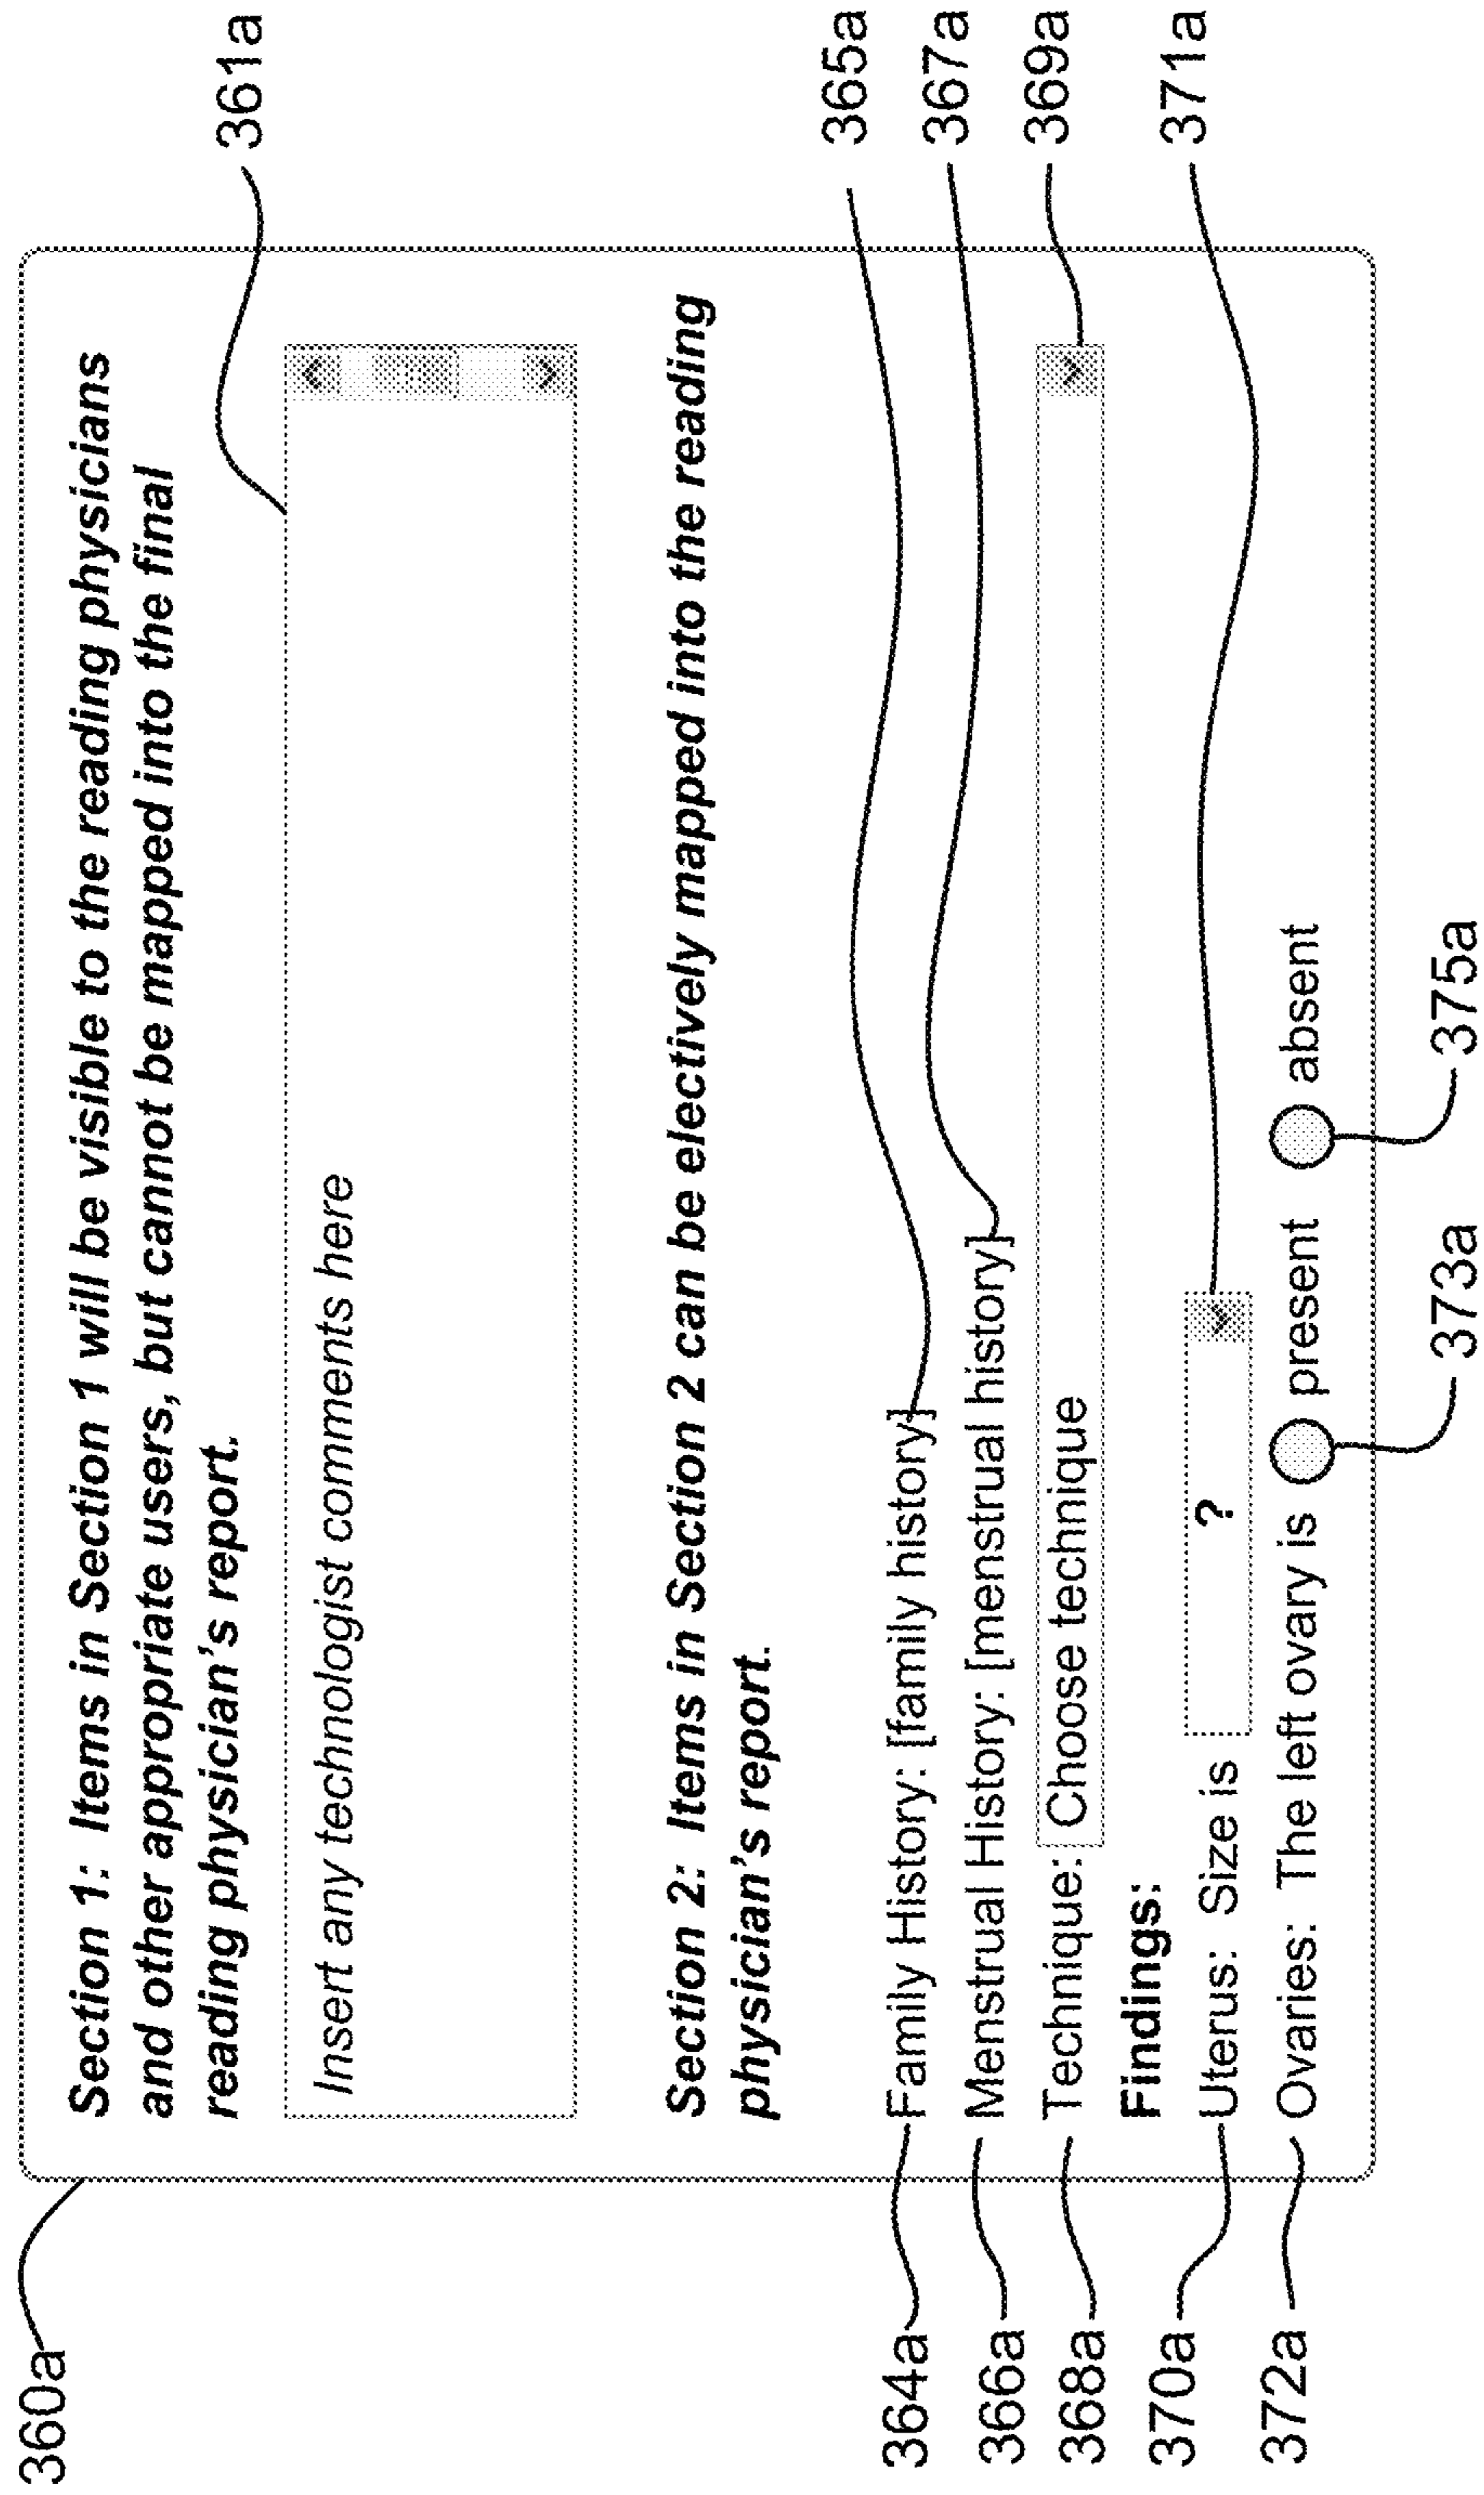 360a
361a
Section 1: Items in Section 1 will be visible to the reading physicians
and other appropriate users, but cannot be mapped into the final
reading physician's report.
Insert any technologist comments here
Section 2: Items in Section 2 can be electively mapped into the reading
physician's report.
364a Family History: [family history] 365a
366a Menstrual History: [menstrual history] 367a
368a Technique: Choose technique 369a
Findings:
370a Uterus: Size is ? 371a
372a Ovaries: The left ovary is present absent
373a 375a